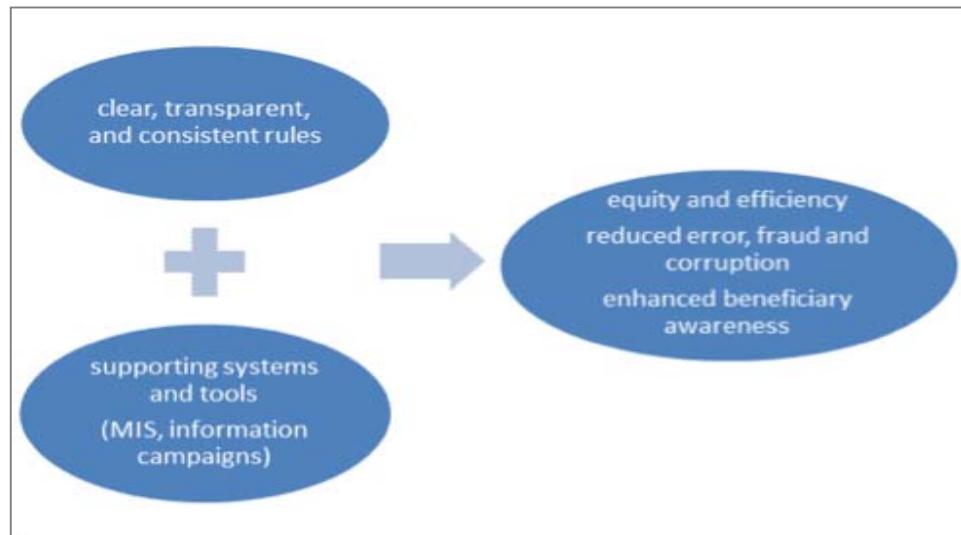 clear, transparent,
and consistent rules
supporting systems
and tools
(MIS, information
campaigns)
equity and efficiency
reduced error, fraud and
corruption
enhanced beneficiary
awareness